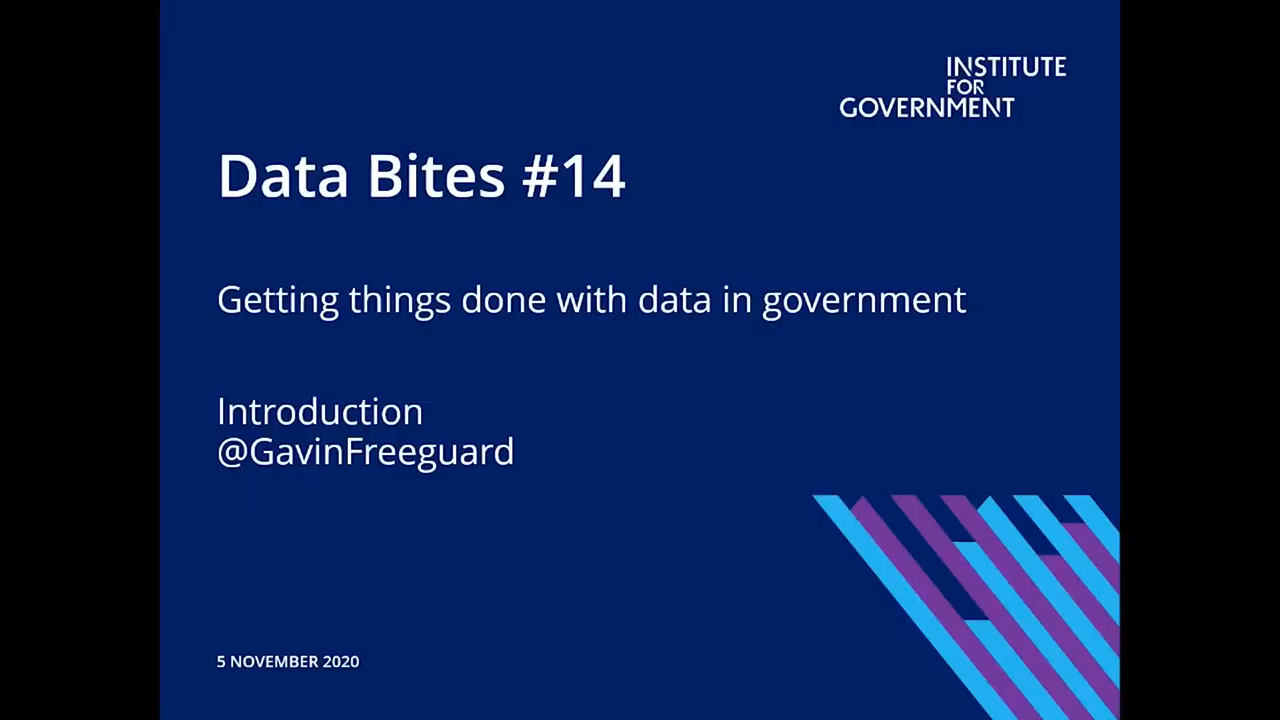 INSTITUTE
FOR
GOVERNMENT
Data Bites #14
Getting things done with data in government
Introduction
@GavinFreeguard
5 NOVEMBER 2020